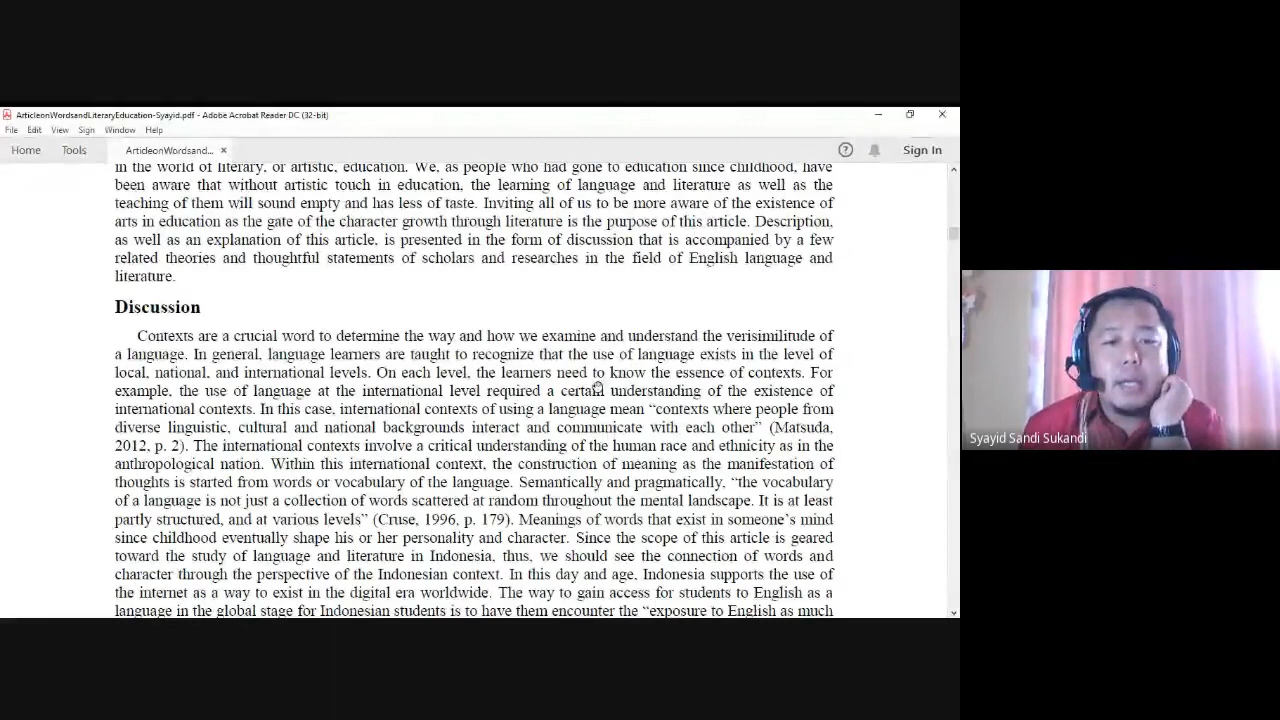 ArticleonWordsandLiteraryEducation-Syayid.pdf - Adobe Acrobat Reader DC (32-bit)
File Edit View Sign Window Help
Home Tools ArticleonWordsand... × Sign In
in the world of literary, or artistic, education. We, as people who had gone to education since childhood, have
been aware that without artistic touch in education, the learning of language and literature as well as the
teaching of them will sound empty and has less of taste. Inviting all of us to be more aware of the existence of
arts in education as the gate of the character growth through literature is the purpose of this article. Description,
as well as an explanation of this article, is presented in the form of discussion that is accompanied by a few
related theories and thoughtful statements of scholars and researches in the field of English language and
literature.
Discussion
Contexts are a crucial word to determine the way and how we examine and understand the verisimilitude of
a language. In general, language learners are taught to recognize that the use of language exists in the level of
local, national, and international levels. On each level, the learners need to know the essence of contexts. For
example, the use of language at the international level required a certain understanding of the existence of
international contexts. In this case, international contexts of using a language mean “contexts where people from
diverse linguistic, cultural and national backgrounds interact and communicate with each other” (Matsuda,
2012, p. 2). The international contexts involve a critical understanding of the human race and ethnicity as in the
anthropological nation. Within this international context, the construction of meaning as the manifestation of
thoughts is started from words or vocabulary of the language. Semantically and pragmatically, “the vocabulary
of a language is not just a collection of words scattered at random throughout the mental landscape. It is at least
partly structured, and at various levels” (Cruse, 1996, p. 179). Meanings of words that exist in someone’s mind
since childhood eventually shape his or her personality and character. Since the scope of this article is geared
toward the study of language and literature in Indonesia, thus, we should see the connection of words and
character through the perspective of the Indonesian context. In this day and age, Indonesia supports the use of
the internet as a way to exist in the digital era worldwide. The way to gain access for students to English as a
language in the global stage for Indonesian students is to have them encounter the “exposure to English as much
Syayid Sandi Sukandi